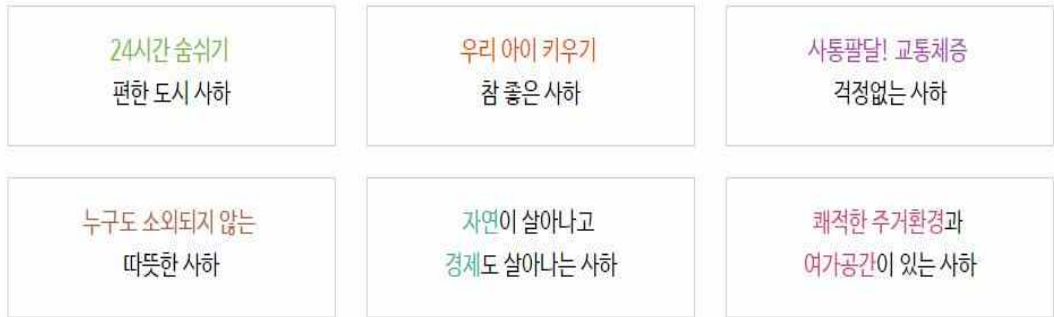 24시간 숨쉬기
편한 도시 사하
우리 아이 키우기
참 좋은 사하
사통팔달! 교통체증
걱정없는 사하
누구도 소외되지 않는
따뜻한 사하
자연이 살아나고
경제도 살아나는 사하
쾌적한 주거환경과
여가공간이 있는 사하